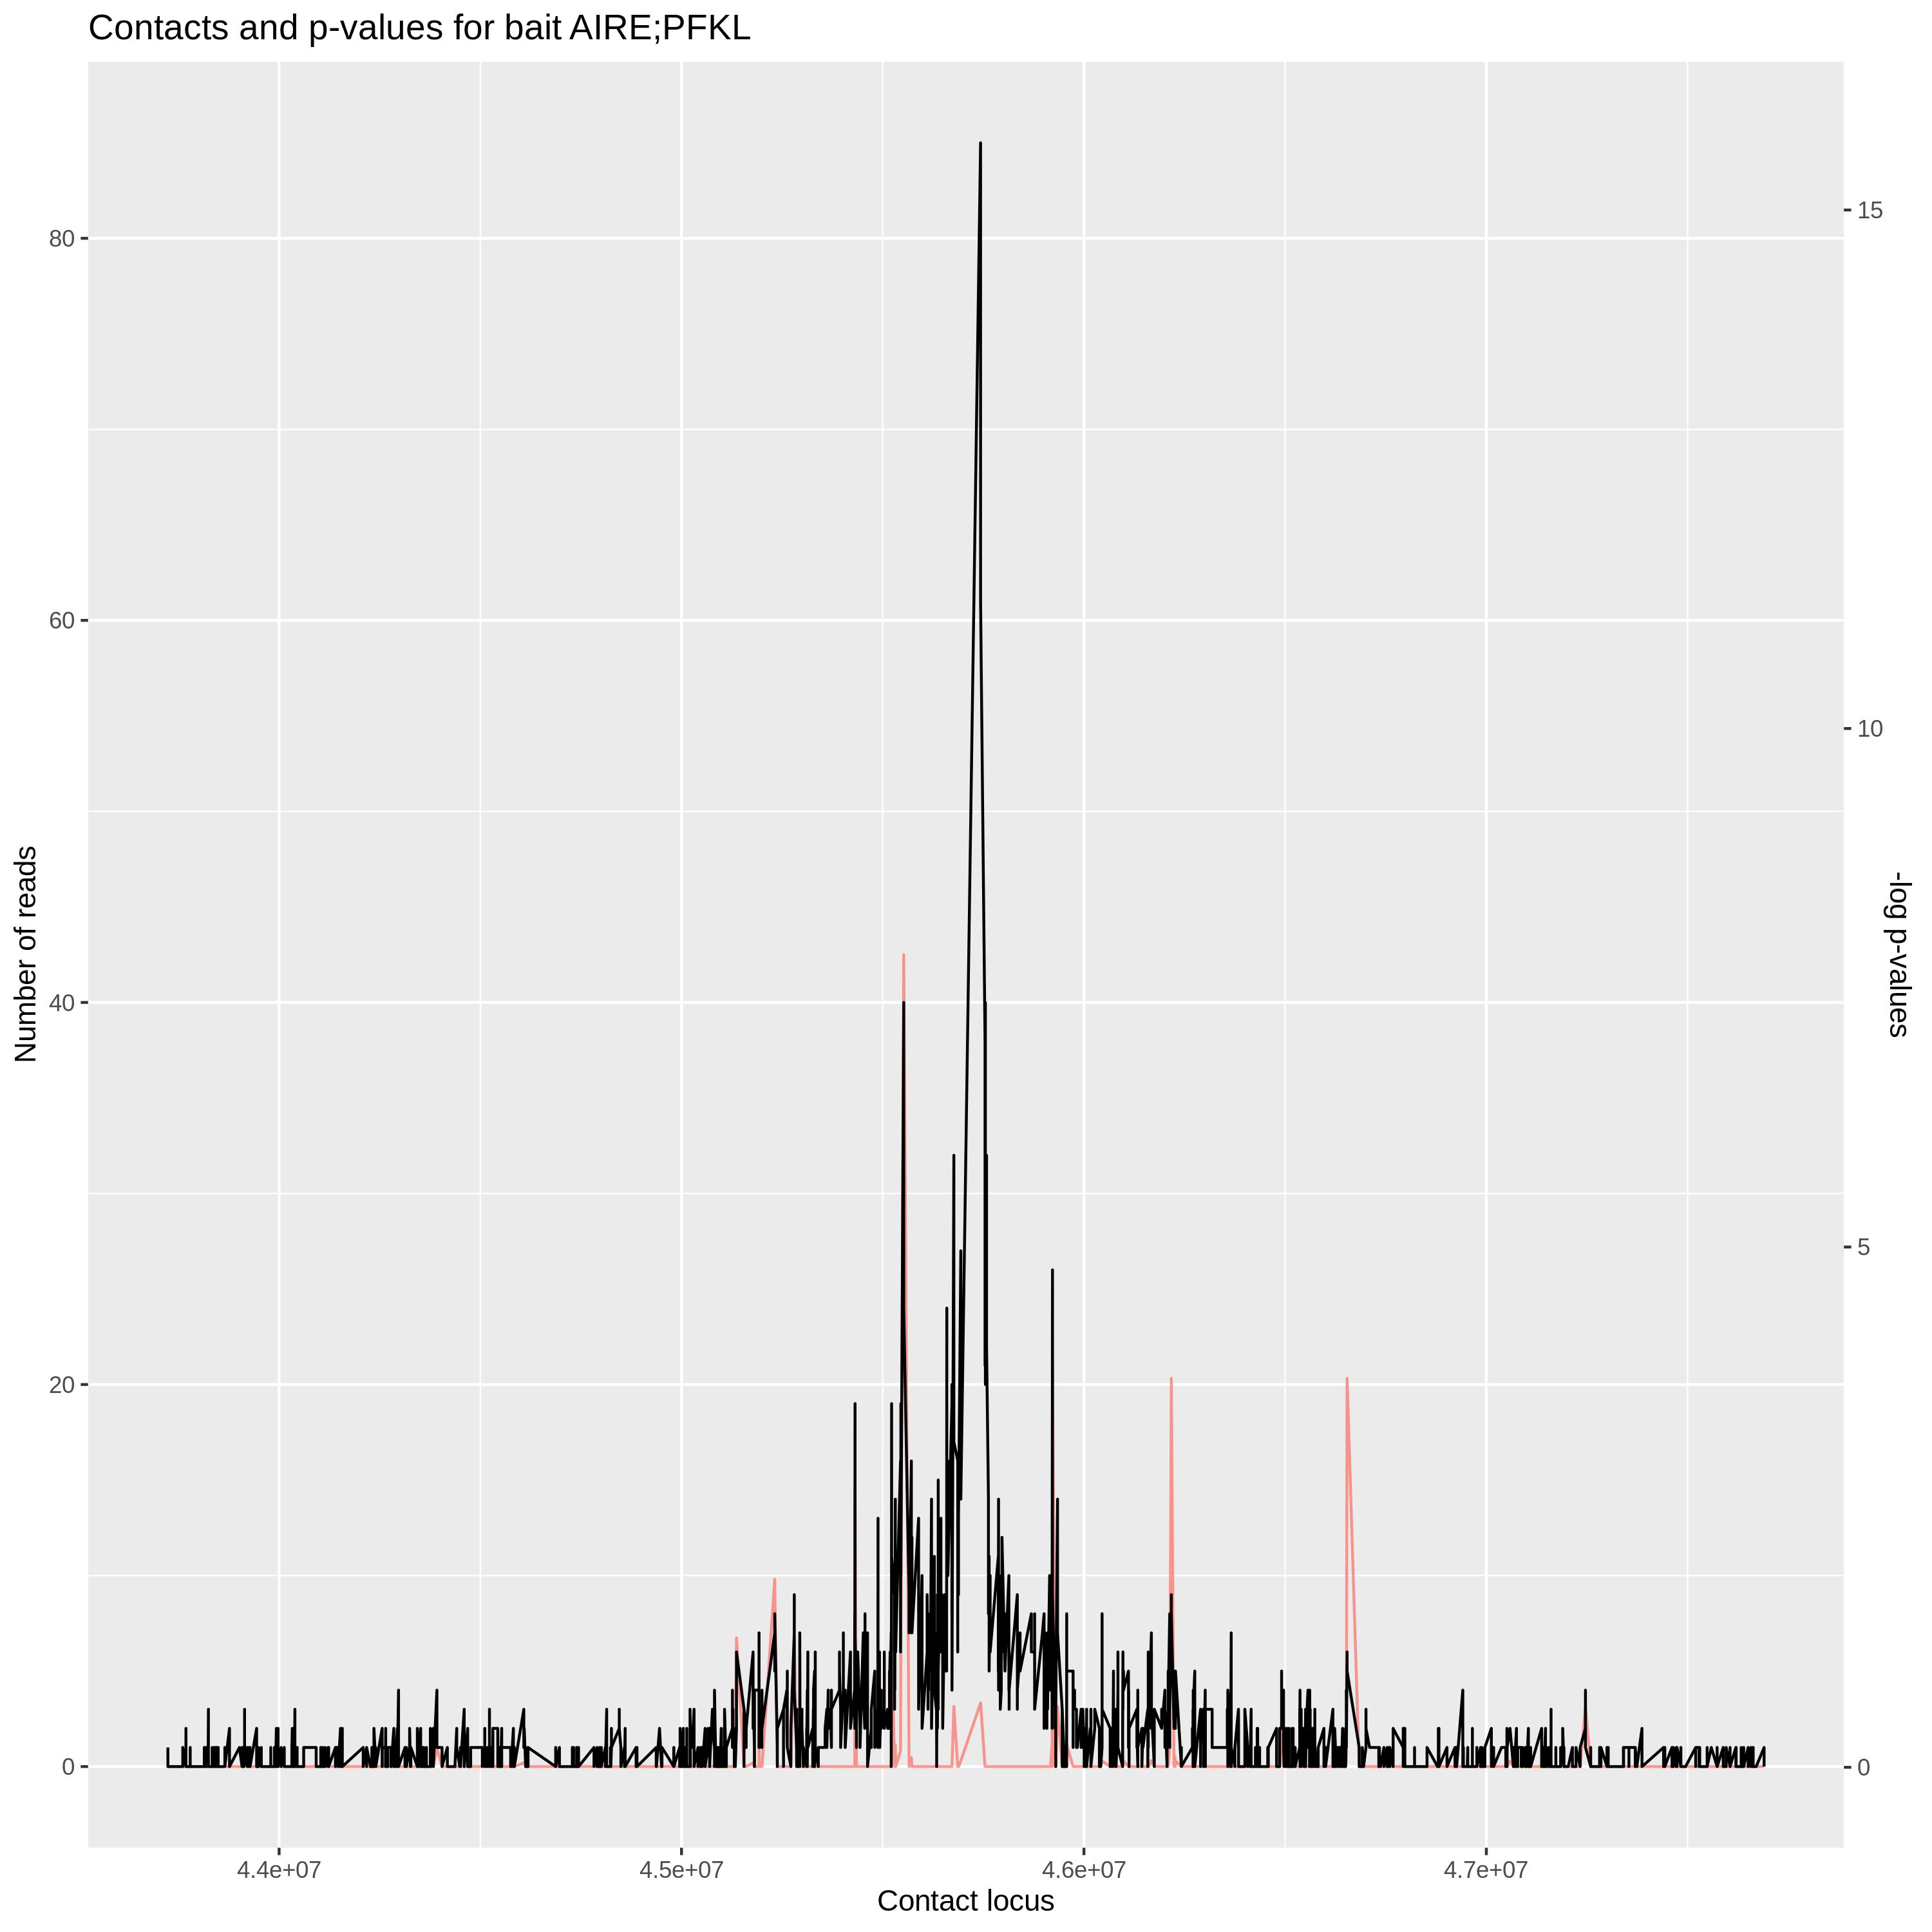 Contacts and p-values for bait AIRE;PFKL
80
60
40
20
0
Number of reads
15
10
5
0
-log p-values
4.4e+07
4.5e+07
4.6e+07
4.7e+07
Contact locus